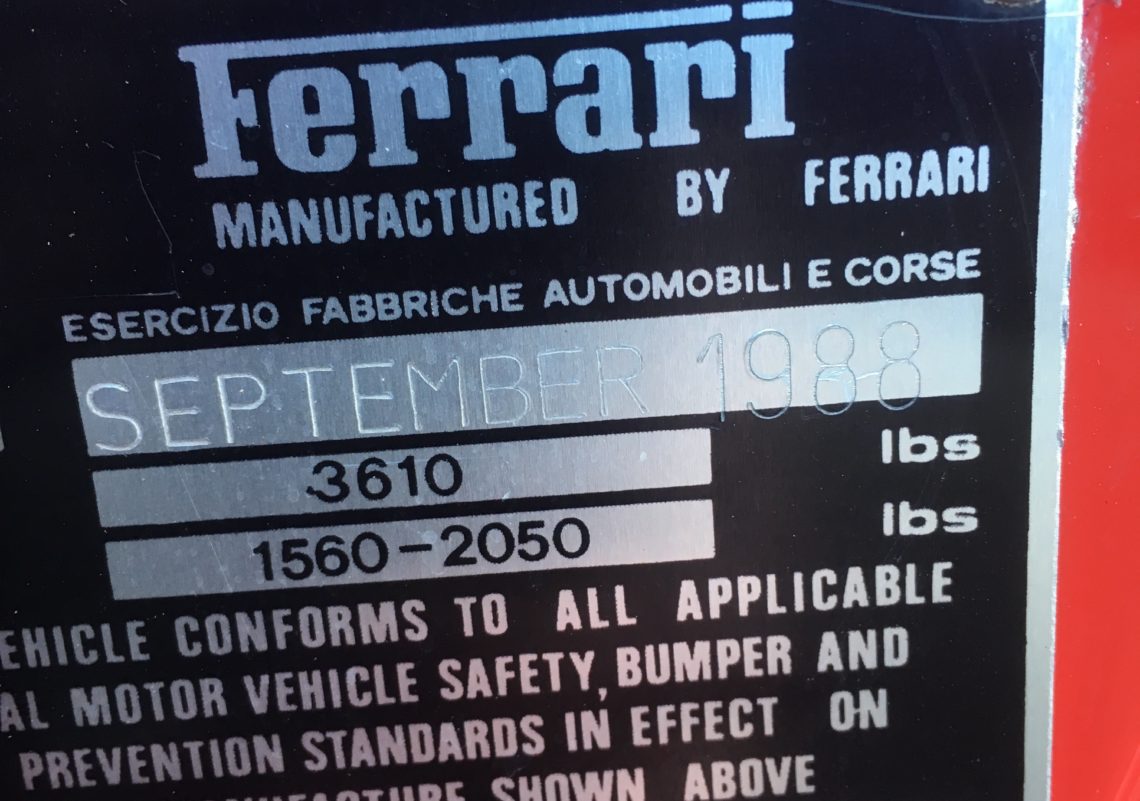 Ferrari
MANUFACTURED BY FERRARI
ESERCIZIO FABBRICHE AUTOMOBILI E CORSE
SEPTEMBER 1988
3610 lbs
1560-2050 lbs
EHICLE CONFORMS TO ALL APPLICABLE
AL MOTOR VEHICLE SAFETY, BUMPER AND
PREVENTION STANDARDS IN EFFECT ON
NUFACTURE SHOWN ABOVE